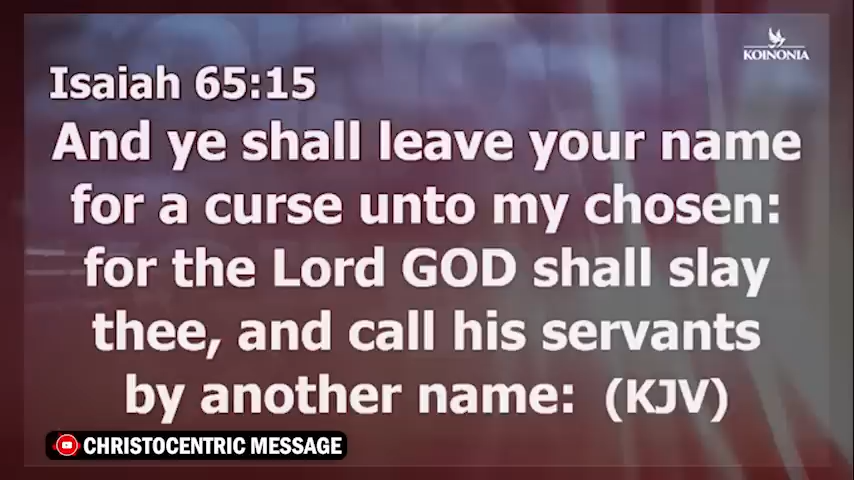 KOINONIA
Isaiah 65:15
And ye shall leave your name
for a curse unto my chosen:
for the Lord GOD shall slay
thee, and call his servants
by another name: (KJV)
CHRISTOCENTRIC MESSAGE